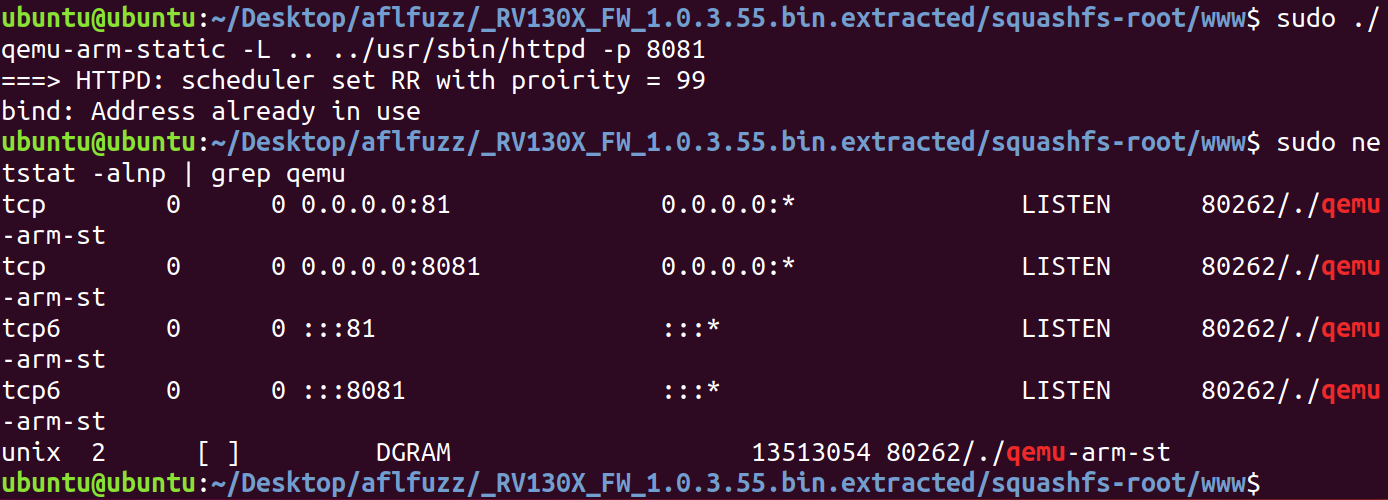 ubuntu@ubuntu:~/Desktop/aflfuzz/_RV130X_FW_1.0.3.55.bin.extracted/squashfs-root/www$ sudo ./
qemu-arm-static -L .. ../usr/sbin/httpd -p 8081
===> HTTPD: scheduler set RR with proirity = 99
bind: Address already in use
ubuntu@ubuntu:~/Desktop/aflfuzz/_RV130X_FW_1.0.3.55.bin.extracted/squashfs-root/www$ sudo ne
tstat -alnp | grep qemu
tcp        0      0 0.0.0.0:81              0.0.0.0:*               LISTEN      80262/./qemu
-arm-st
tcp        0      0 0.0.0.0:8081            0.0.0.0:*               LISTEN      80262/./qemu
-arm-st
tcp6       0      0 :::81                   :::*                    LISTEN      80262/./qemu
-arm-st
tcp6       0      0 :::8081                 :::*                    LISTEN      80262/./qemu
-arm-st
unix  2      [ ]         DGRAM                    13513054 80262/./qemu-arm-st
ubuntu@ubuntu:~/Desktop/aflfuzz/_RV130X_FW_1.0.3.55.bin.extracted/squashfs-root/www$